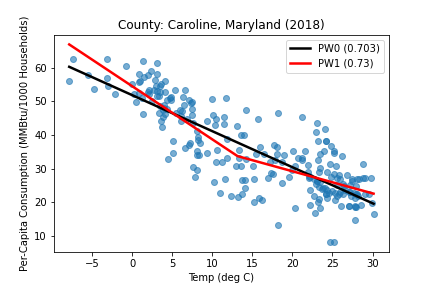 County: Caroline, Maryland (2018)
PW0 (0.703)
PW1 (0.73)
Per-Capita Consumption (MMBtu/1000 Households)
60
50
40
30
20
10
−5 0 5 10 15 20 25 30
Temp (deg C)